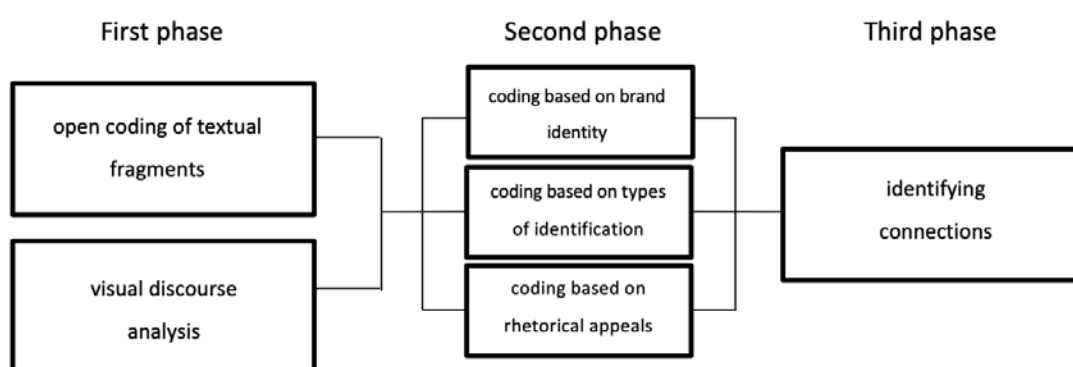 First phase
Second phase
Third phase
open coding of textual
fragments
visual discourse
analysis
coding based on brand
identity
coding based on types
of identification
coding based on
rhetorical appeals
identifying
connections